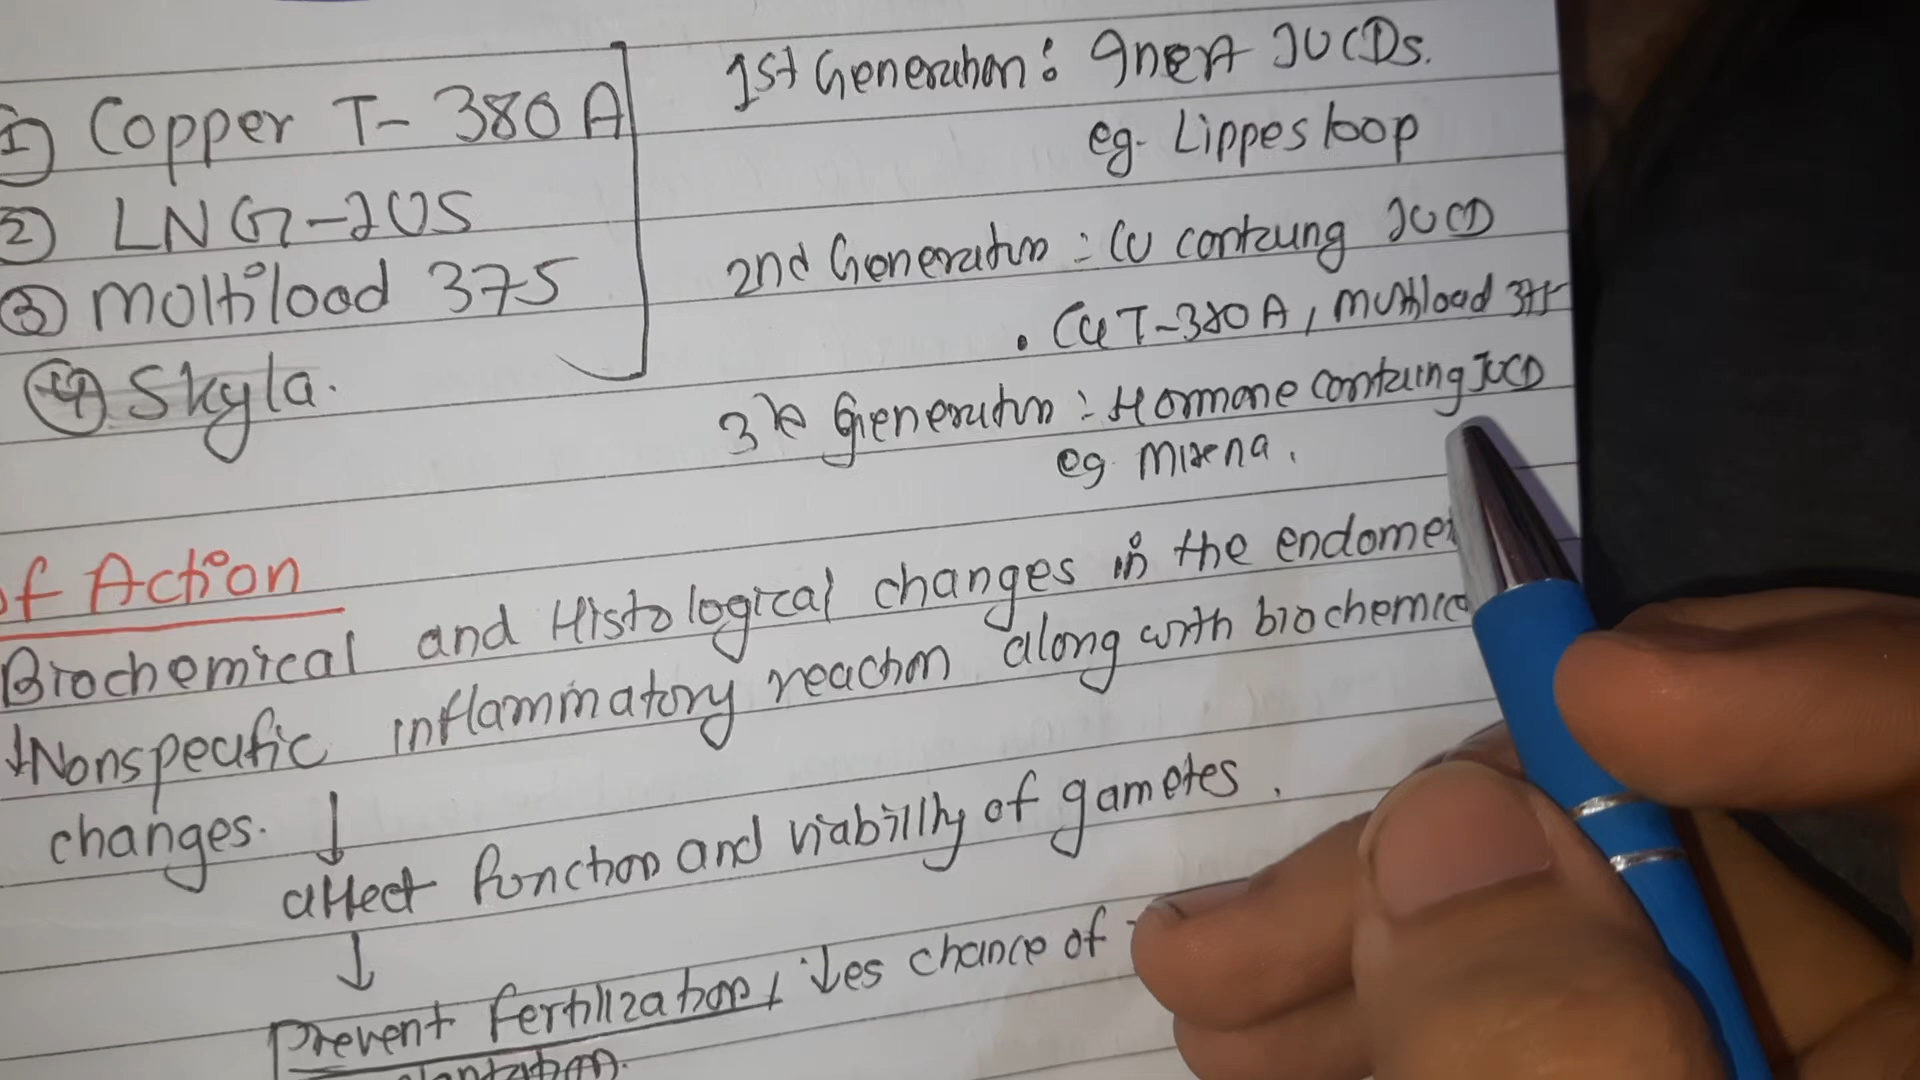 ① Copper T- 380 A
② LNG-IUS
③ Multiload 375
④ Skyla.
1st Generation: Inert IUCDs.
eg. Lippes loop
2nd Generation: Cu containing IUCD
. CuT-380A, Multiload 375
3rd Generation: Hormone containing IUCD
eg Mirena.
of Action
Biochemical and Histological changes in the endome
Nonspecific inflammatory reaction along with biochemica
changes. ↓
affect function and viability of gametes.
↓
prevent fertilization, ↓es chance of